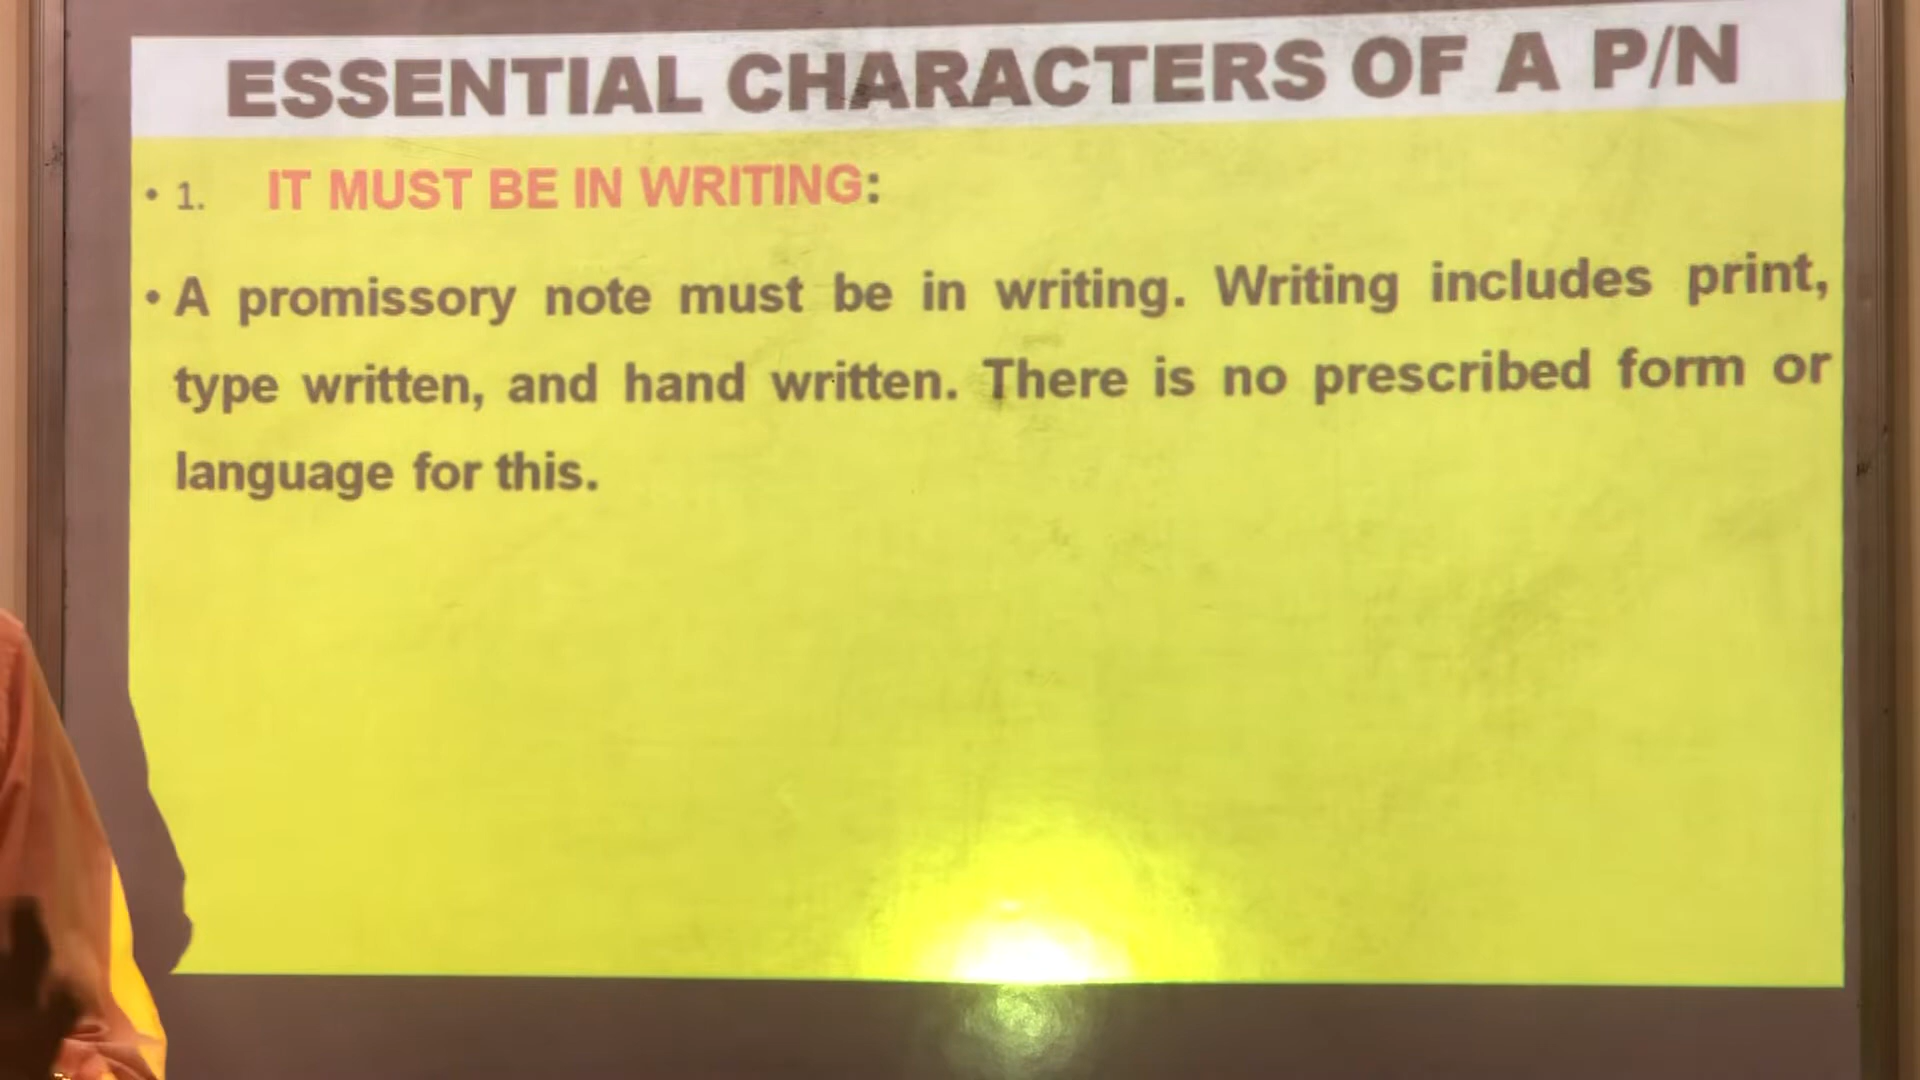 ESSENTIAL CHARACTERS OF A P/N
• 1. IT MUST BE IN WRITING:
• A promissory note must be in writing. Writing includes print,
type written, and hand written. There is no prescribed form or
language for this.